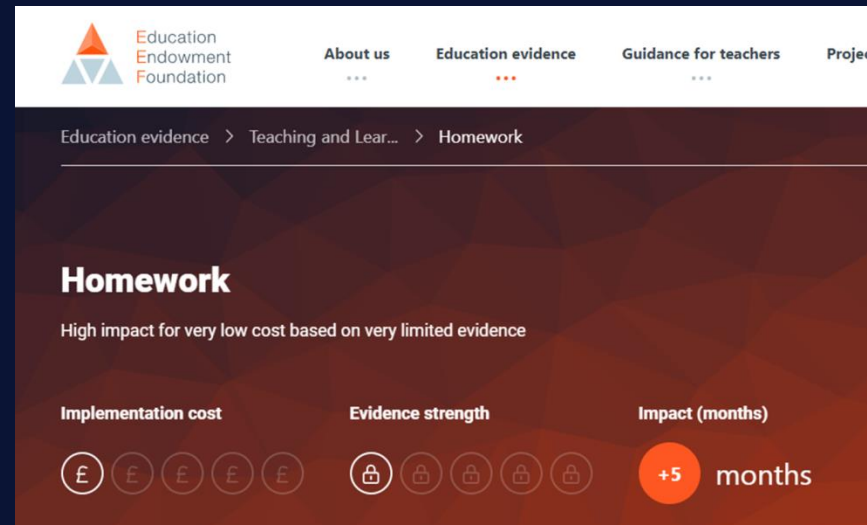 Education
Endowment
Foundation
About us
Education evidence
Guidance for teachers
Projec
Education evidence > Teaching and Lear... > Homework
Homework
High impact for very low cost based on very limited evidence
Implementation cost
Evidence strength
Impact (months)
£ £ £ £ £
+5 months